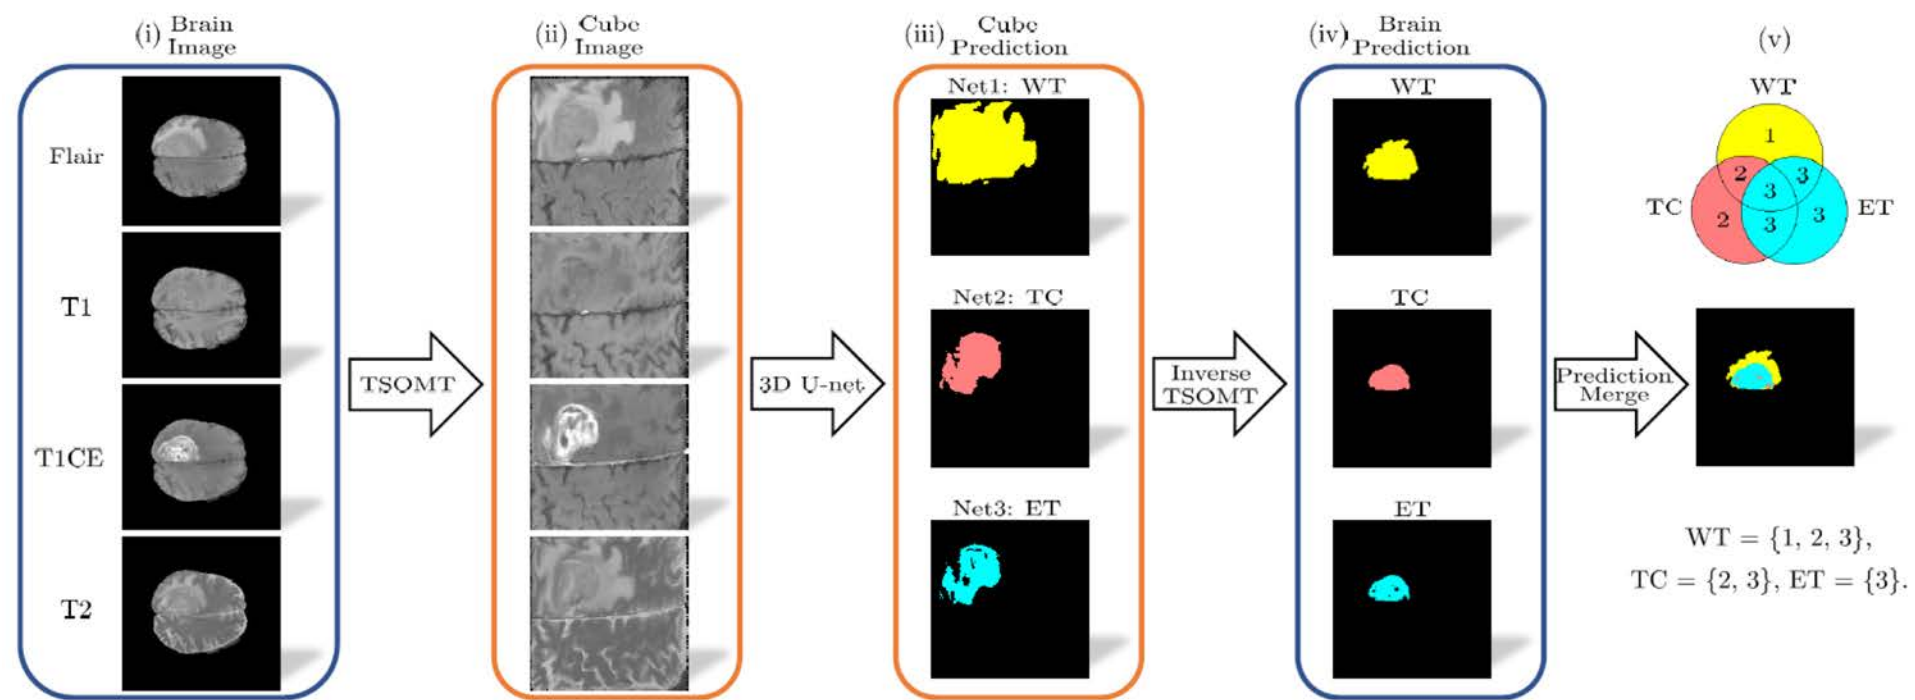 (i) Brain
Image
Flair
T1
T1CE
T2
TSOMT
(ii) Cube
Image
3D U-net
(iii) Cube
Prediction
Net1: WT
Net2: TC
Net3: ET
Inverse
TSOMT
(iv) Brain
Prediction
WT
TC
ET
Prediction
Merge
(v)
WT
1
2
3
3
TC
ET
2
3
3
WT = {1, 2, 3},
TC = {2, 3}, ET = {3}.